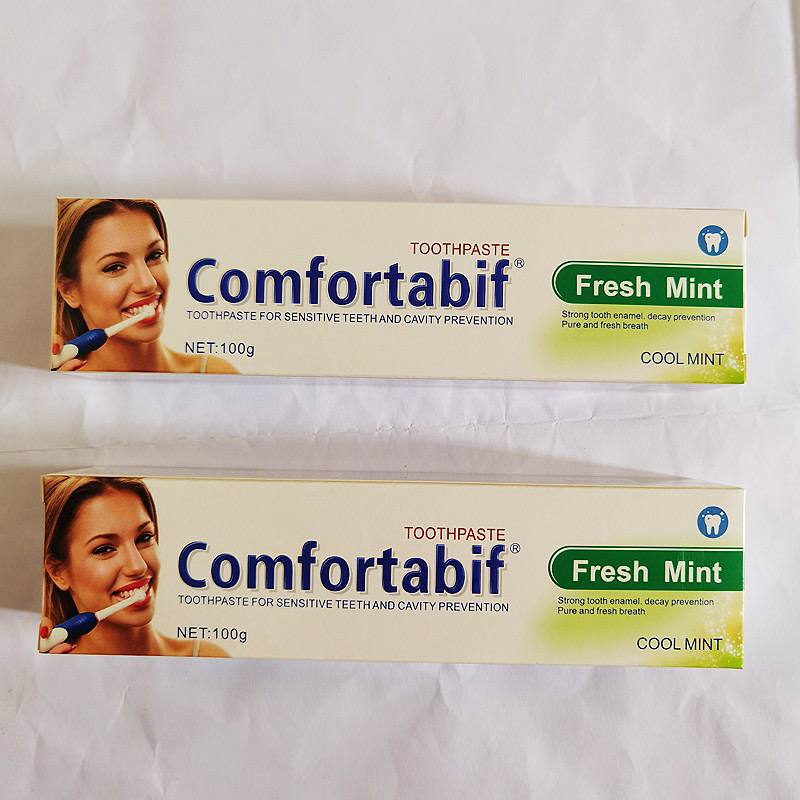 TOOTHPASTE
Comfortabif®
TOOTHPASTE FOR SENSITIVE TEETH AND CAVITY PREVENTION
NET:100g
Fresh Mint
Strong tooth enamel, decay prevention
Pure and fresh breath
COOL MINT
TOOTHPASTE
Comfortabif®
TOOTHPASTE FOR SENSITIVE TEETH AND CAVITY PREVENTION
NET:100g
Fresh Mint
Strong tooth enamel, decay prevention
Pure and fresh breath
COOL MINT